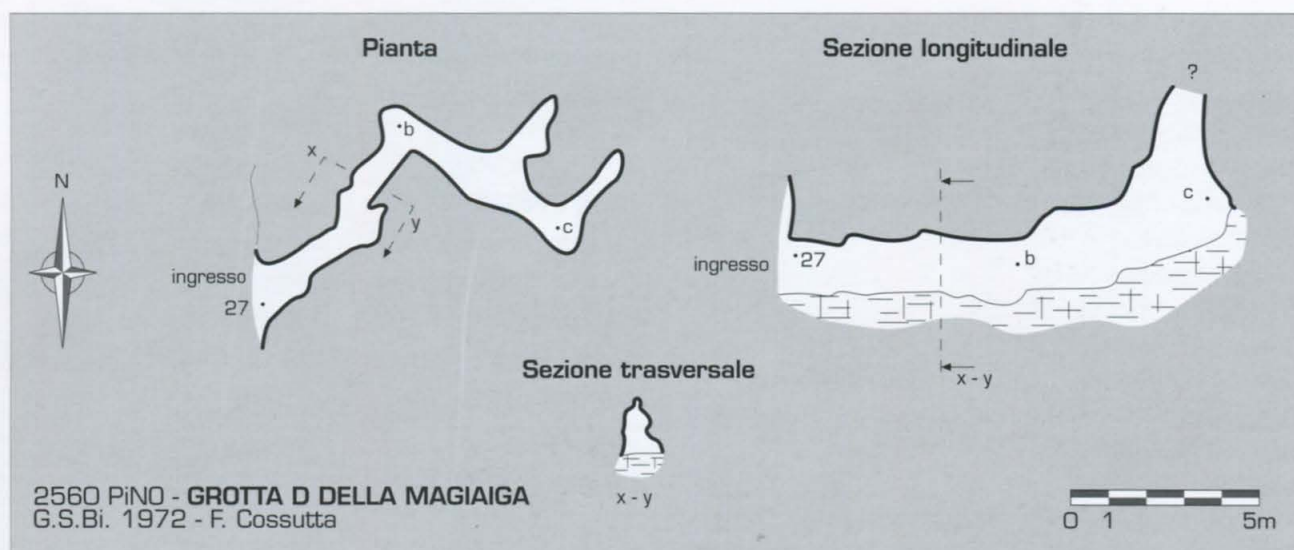 Pianta
Sezione longitudinale
?
b
x
N
c
y
c
ingresso
27
ingresso
27
b
Sezione trasversale
x - y
x - y
2560 PiNO - GROTTA D DELLA MAGIAIGA
G.S.Bi. 1972 - F. Cossutta
0 1 5m